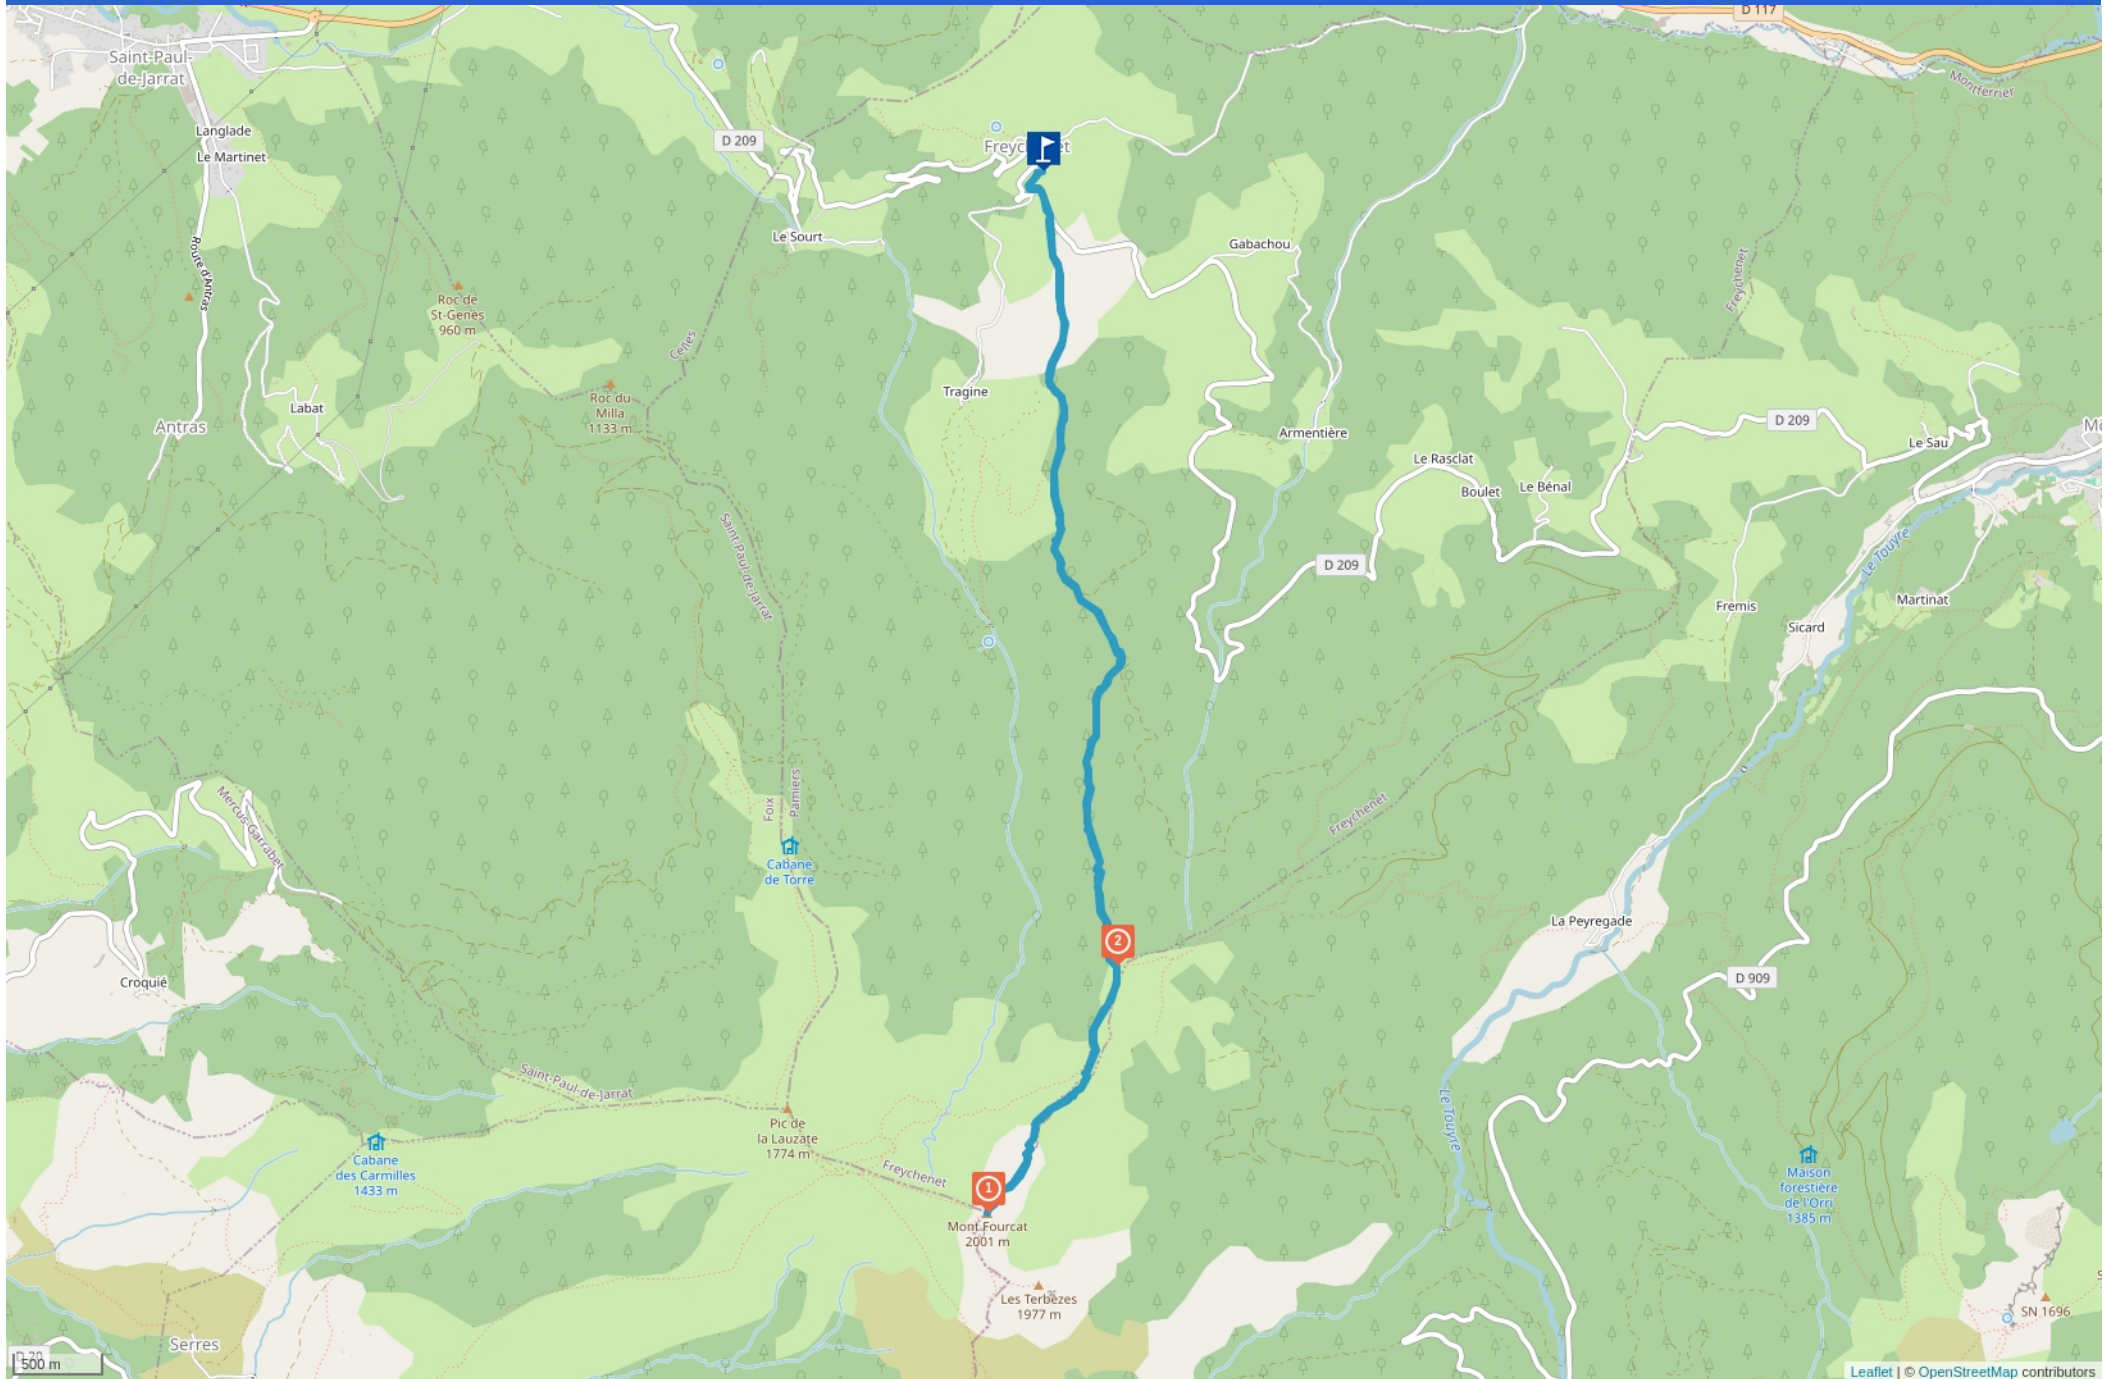 D 117
Saint-Paul-
de-Jarrat
Montferrier
Langlade
Le Martinet
D 209
Le Sourt
Gabachou
Route d'Antras
Roc de
St-Genès
960 m
Freychenet
Celles
Tragine
Roc du
Milla
1133 m
Labat
Antras
Armentière
D 209
Le Sau
Le Rasclat
Boulet
Le Bénal
Saint-Paul-de-Jarrat
D 209
Le Touyre
Fremis
Martinat
Sicard
Foix
Pamiers
Mercus-Garrabet
Freychenet
Cabane
de Torre
La Peyregade
2
D 909
Croquié
Saint-Paul-de-Jarrat
Le Touyre
Pic de
la Lauzate
1774 m
Cabane
des Carmilles
1433 m
Freychenet
1
Maison
forestière
de l'Orri
1385 m
Mont Fourcat
2001 m
Les Terbèzes
1977 m
SN 1696
Serres
500 m
Leaflet | © OpenStreetMap contributors